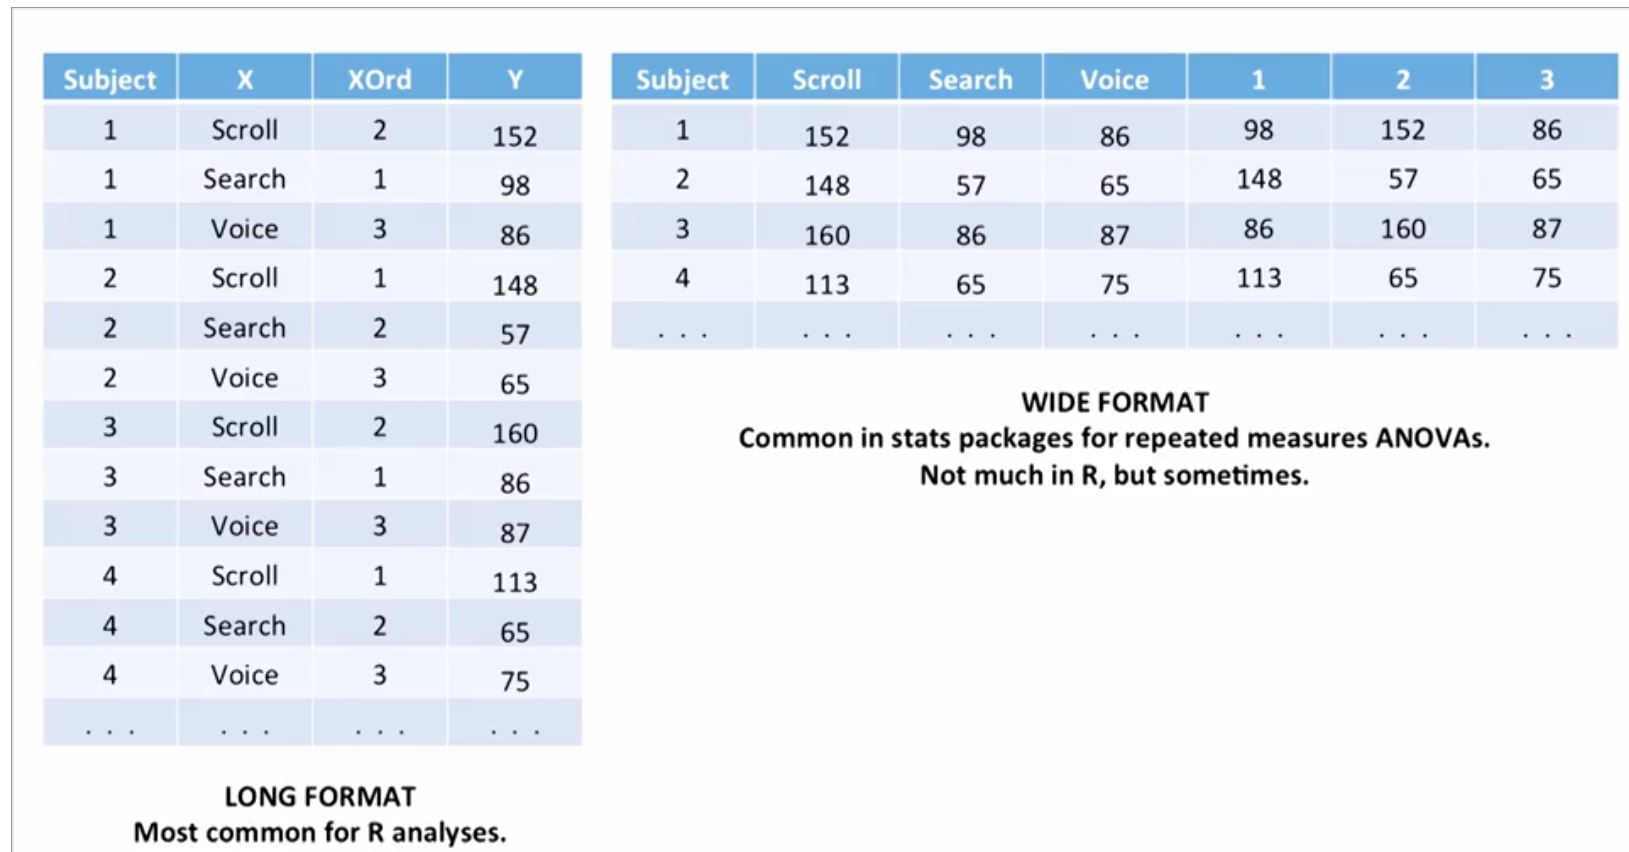 Subject X XOrd Y
1 Scroll 2 152
1 Search 1 98
1 Voice 3 86
2 Scroll 1 148
2 Search 2 57
2 Voice 3 65
3 Scroll 2 160
3 Search 1 86
3 Voice 3 87
4 Scroll 1 113
4 Search 2 65
4 Voice 3 75
. . . . . . . . . . . .
LONG FORMAT
Most common for R analyses.
Subject Scroll Search Voice 1 2 3
1 152 98 86 98 152 86
2 148 57 65 148 57 65
3 160 86 87 86 160 87
4 113 65 75 113 65 75
. . . . . . . . . . . . . . . . . . . . .
WIDE FORMAT
Common in stats packages for repeated measures ANOVAs.
Not much in R, but sometimes.